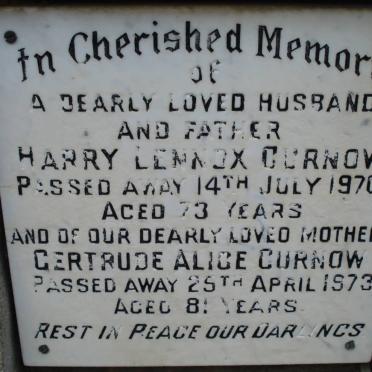 In Cherished Memory
of
A DEARLY LOVED HUSBAND
AND FATHER
HARRY LENNOX CURNOW
PASSED AWAY 14TH JULY 1970
AGED 73 YEARS
AND OF OUR DEARLY LOVED MOTHER
GERTRUDE ALICE CURNOW
PASSED AWAY 25TH APRIL 1973
AGED 81 YEARS
REST IN PEACE OUR DARLINGS